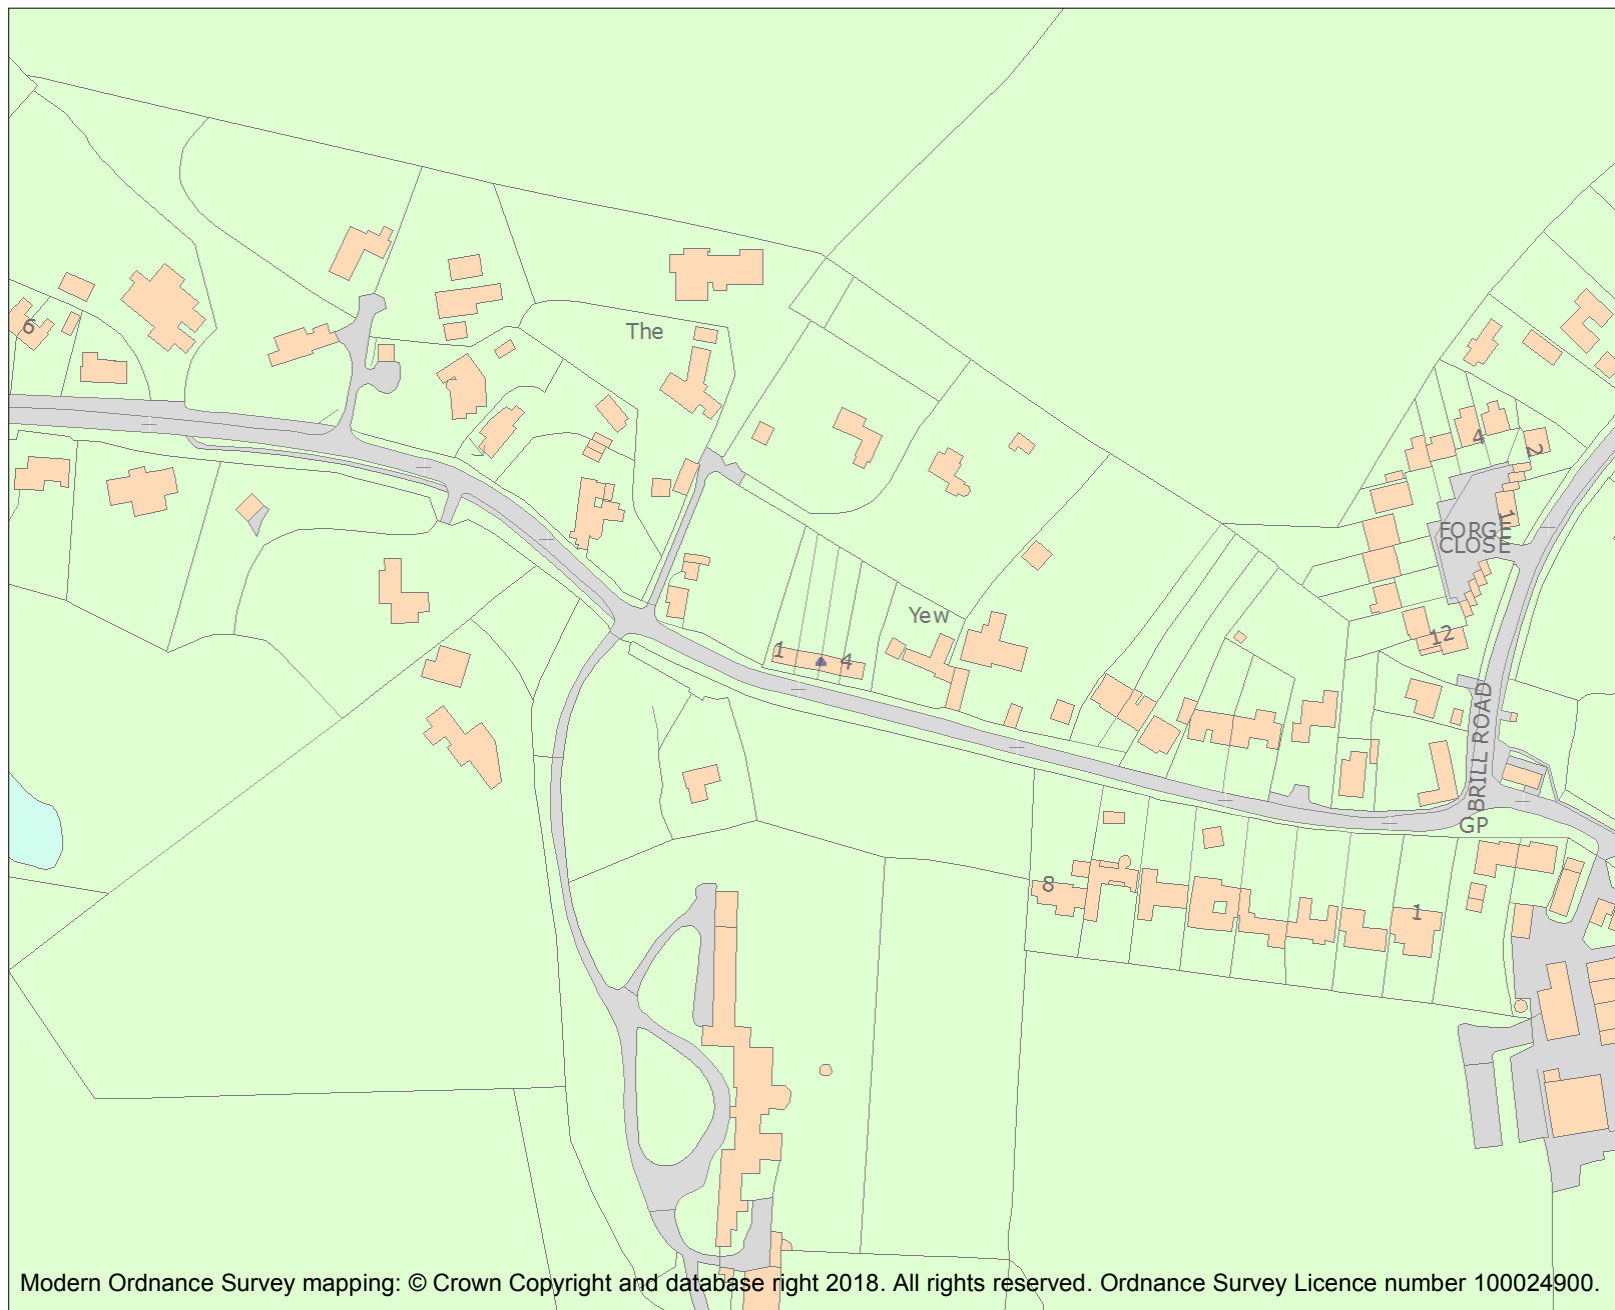 6
The
4
2
1
FORGE
CLOSE
Yew
12
1
4
BRILL ROAD
GP
8
1
Modern Ordnance Survey mapping: © Crown Copyright and database right 2018. All rights reserved. Ordnance Survey Licence number 100024900.